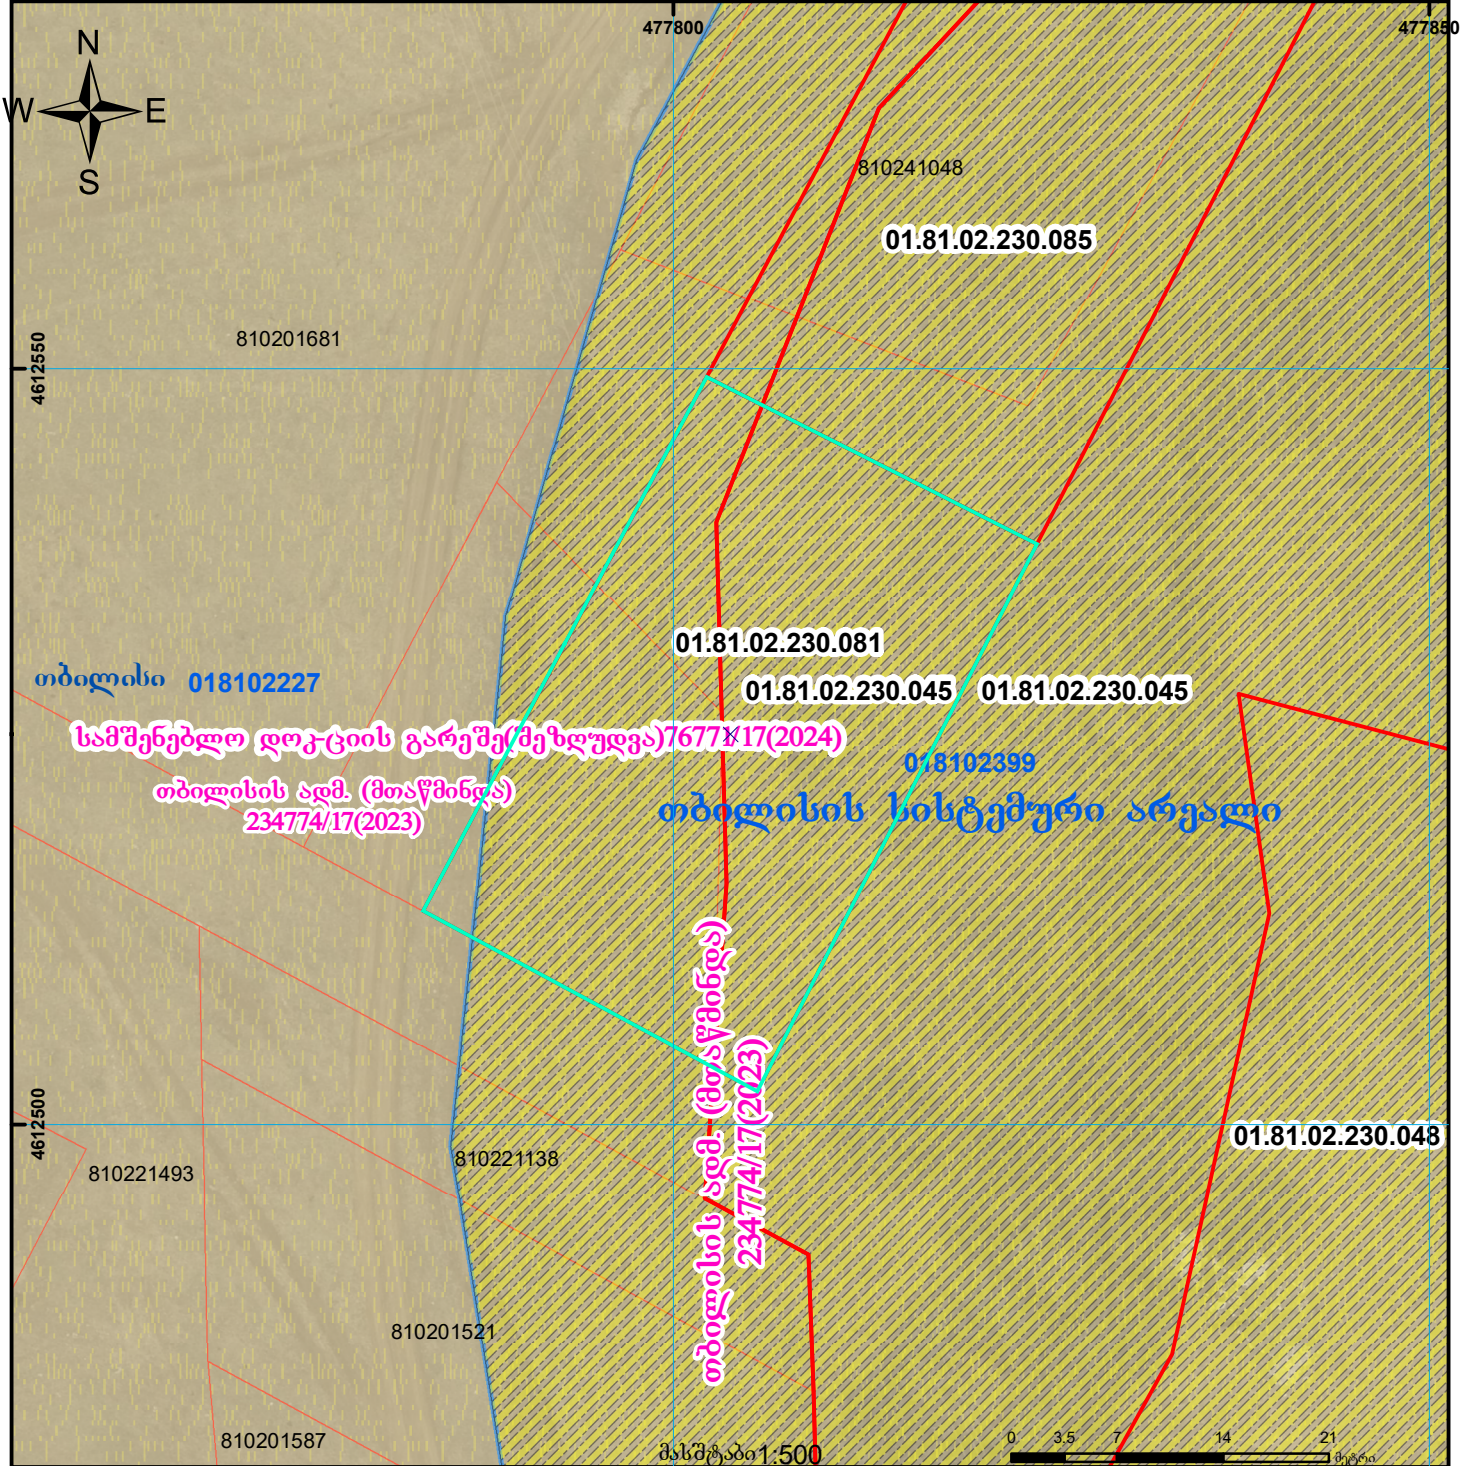 477800
477850
N
W E
S
810241048
01.81.02.230.085
810201681
4612550
01.81.02.230.081
თბილისი 018102227
01.81.02.230.045 01.81.02.230.045
სამშენებლო დოკ-ციის გარეშე(შეზღუდვა)76771/17(2024)
018102399
თბილისის ადმ. (მთაწმინდა)
234774/17(2023)
თბილისის სისტემური არეალი
თბილისის ადმ. (მთაწმინდა)
234774/17(2023)
4612500
01.81.02.230.048
810221138
810221493
810201521
810201587
მასშტაბი 1:500
0 3.5 7 14 21
მეტრი